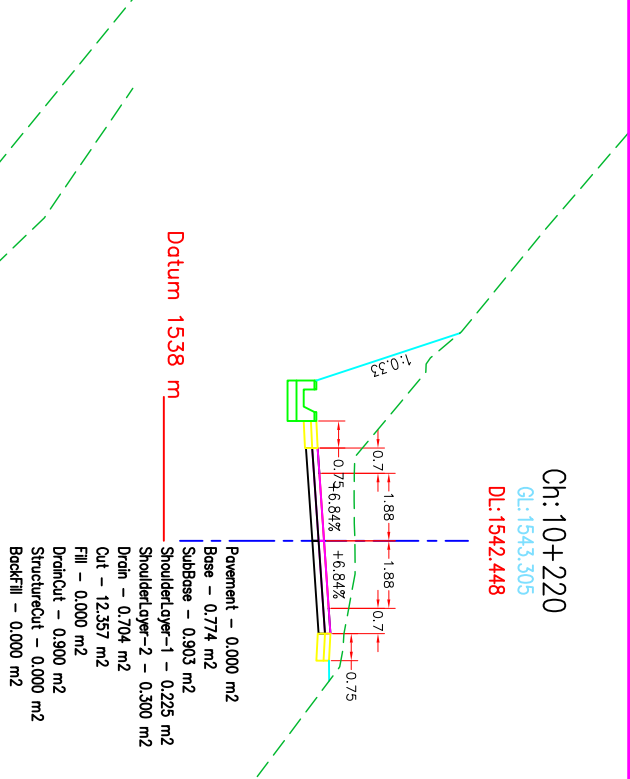 Ch: 10+220
GL:1543.305
DL:1542.448
1:0.33
0.75
0.7
1.88
1.88
0.7
0.75
+6.84%
+6.84%
Datum 1538 m
Pavement - 0.000 m2
Base - 0.774 m2
SubBase - 0.903 m2
ShoulderLayer-1 - 0.225 m2
ShoulderLayer-2 - 0.300 m2
Drain - 0.704 m2
Cut - 12.357 m2
Fill - 0.000 m2
DrainCut - 0.900 m2
StructureCut - 0.000 m2
BackFill - 0.000 m2